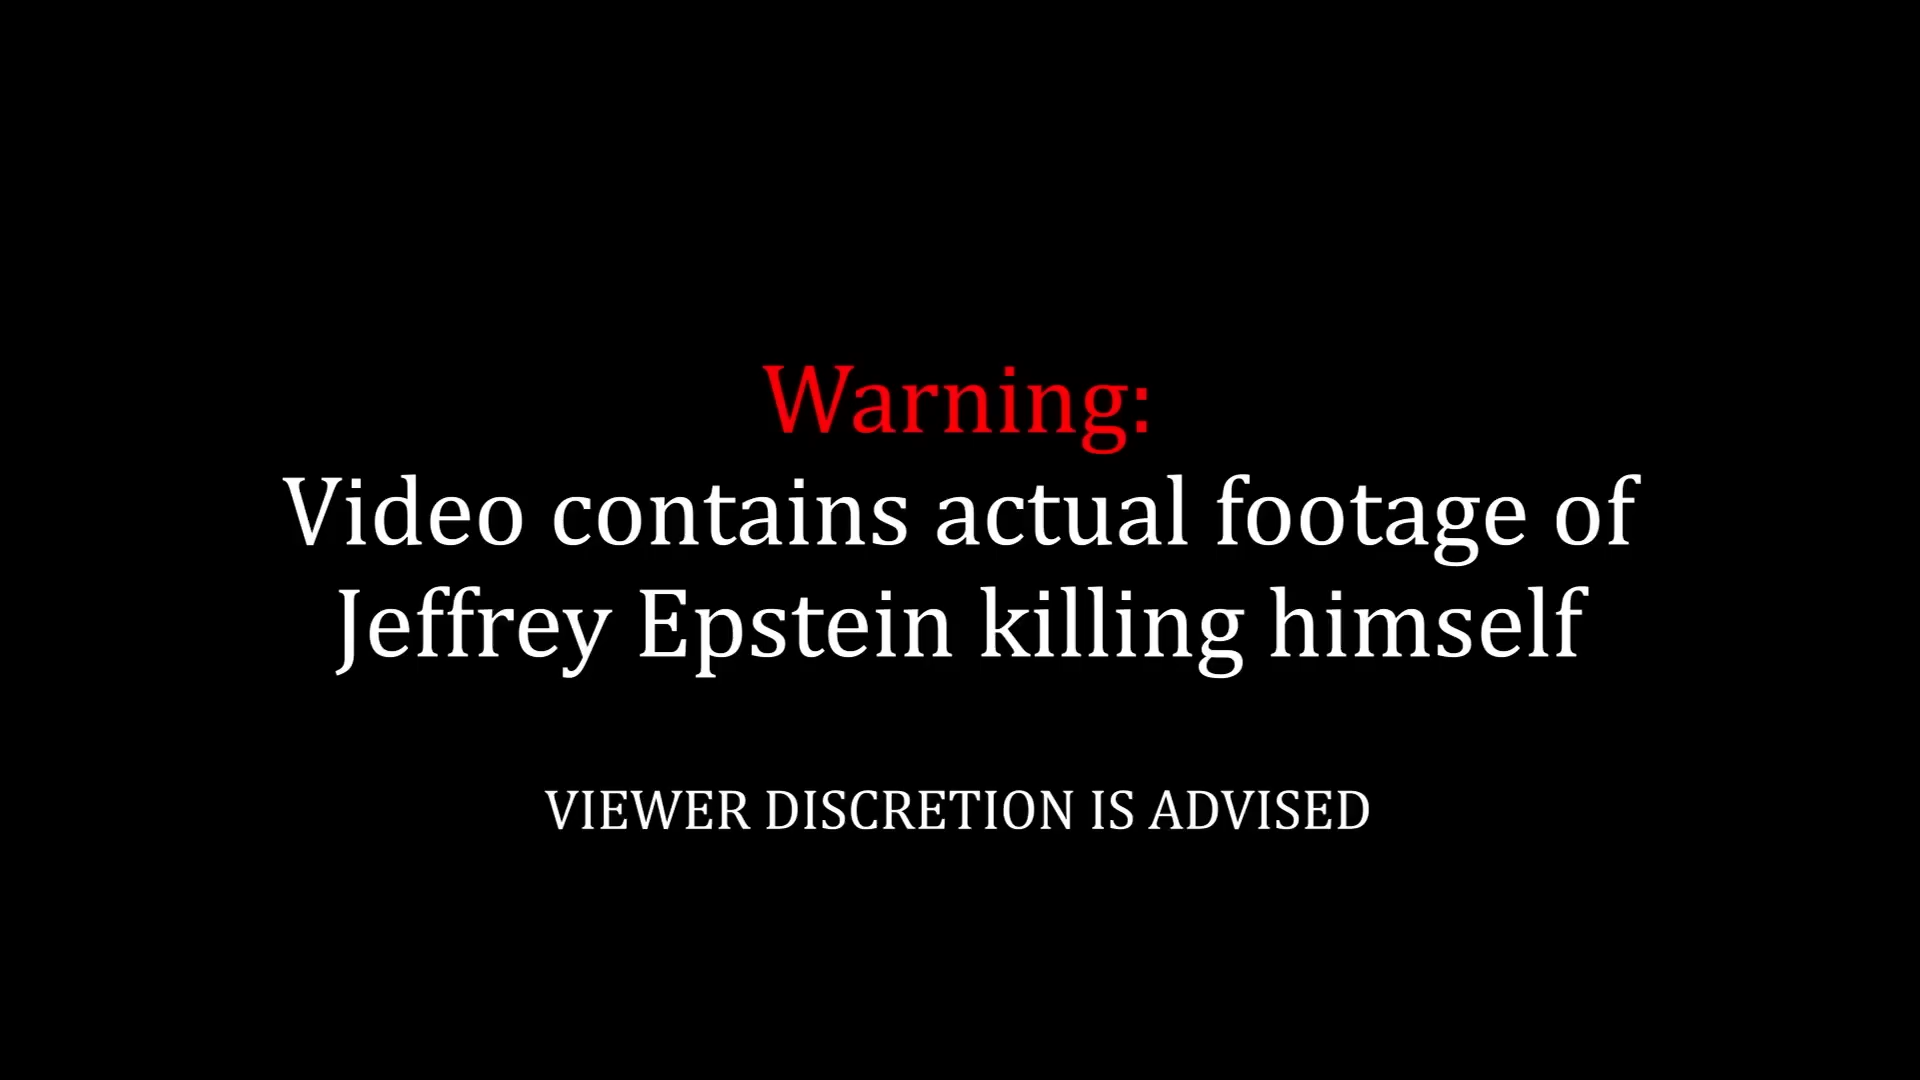 Warning:
Video contains actual footage of
Jeffrey Epstein killing himself
VIEWER DISCRETION IS ADVISED